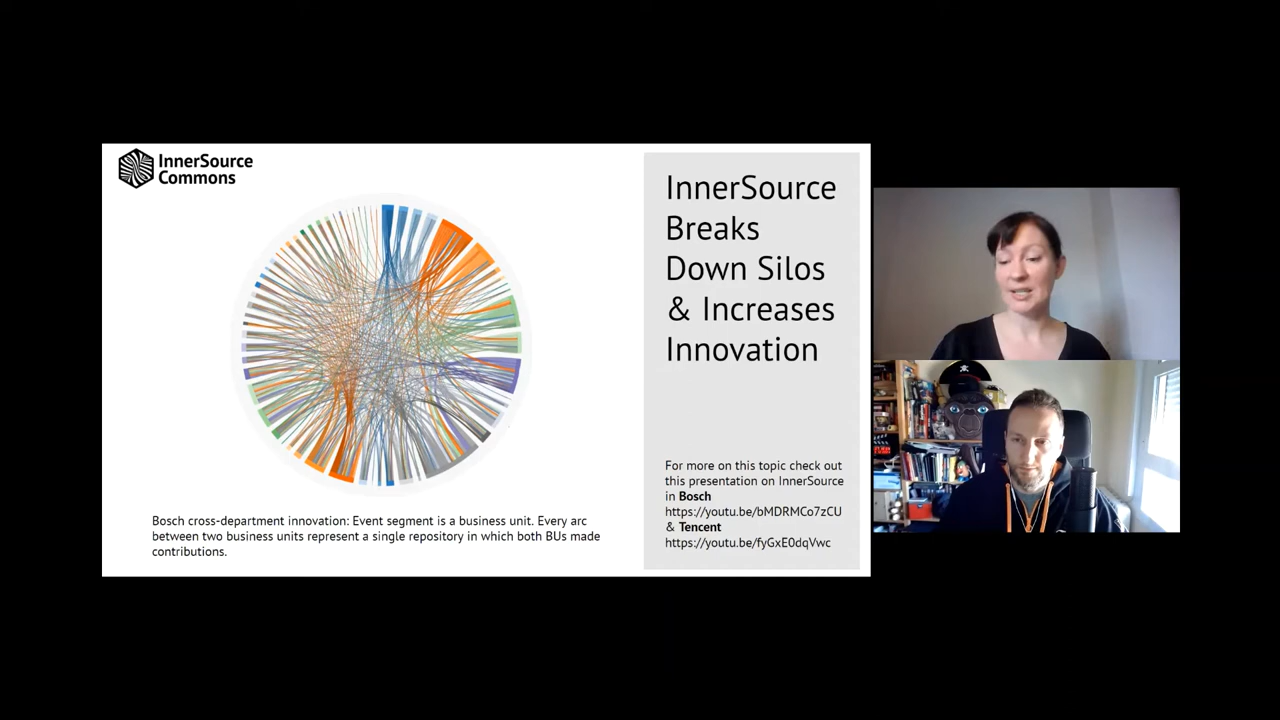 InnerSource
Commons
InnerSource
Breaks
Down Silos
& Increases
Innovation
For more on this topic check out
this presentation on InnerSource
in Bosch
https://youtu.be/bMDRMCo7zCU
& Tencent
https://youtu.be/fyGxE0dqVwc
Bosch cross-department innovation: Event segment is a business unit. Every arc
between two business units represent a single repository in which both BUs made
contributions.